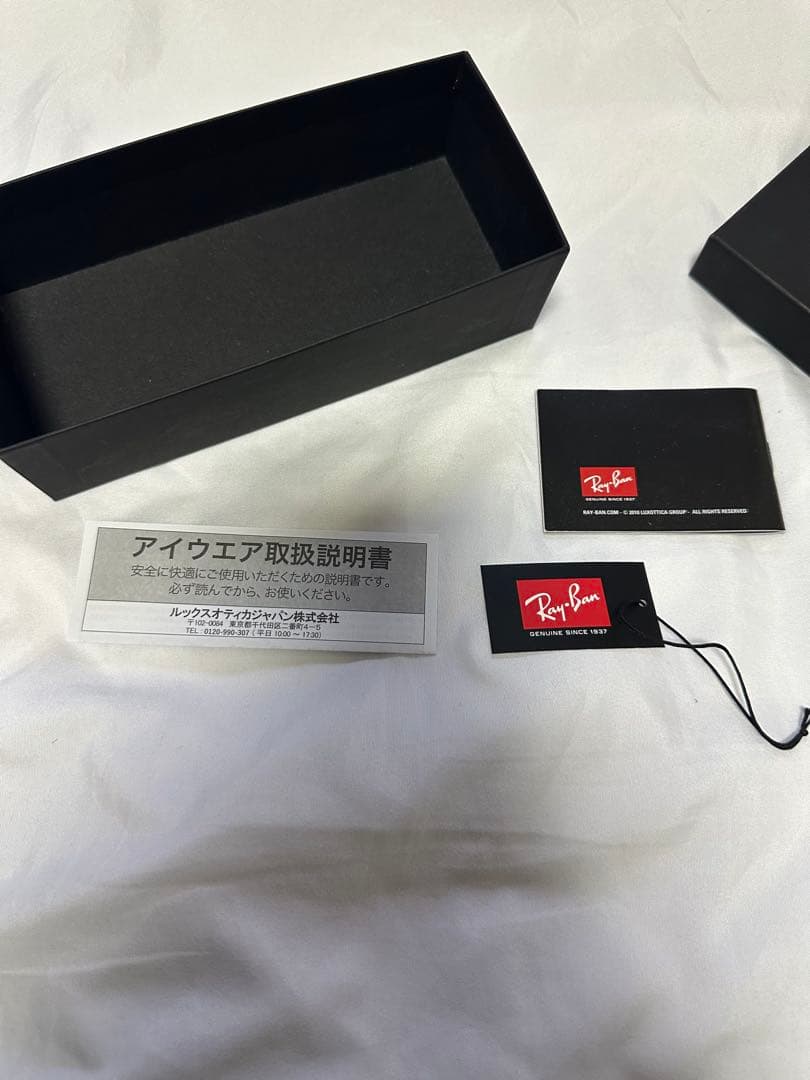 Ray-Ban
GENUINE SINCE 1937
RAY-BAN.COM - © 2010 LUXOTTICA GROUP - ALL RIGHTS RESERVED
アイウエア取扱説明書
安全に快適にご使用いただくための説明書です。
必ず読んでから、お使いください。
ルックスオティカジャパン株式会社
〒102-0084 東京都千代田区二番町4-5
TEL : 0120-990-307 ( 平日 10:00 ～ 17:30)
Ray-Ban
GENUINE SINCE 1937